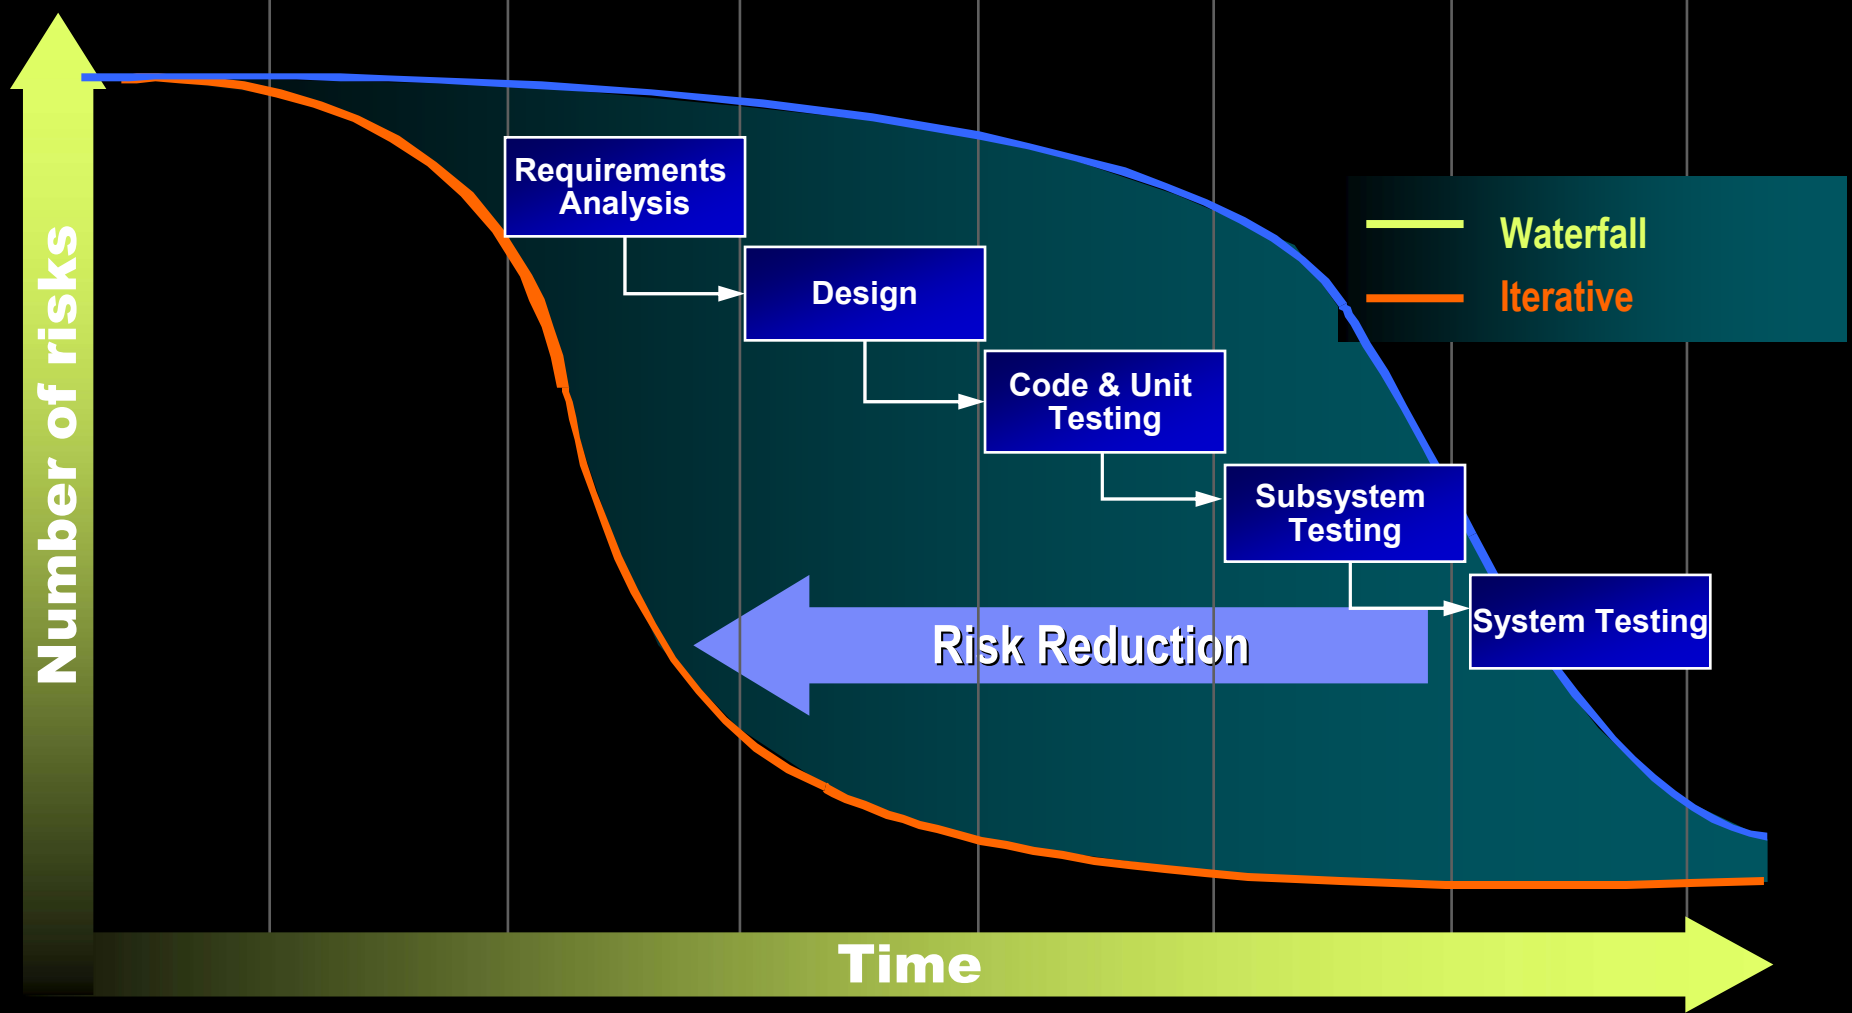 Number of risks
Requirements
Analysis
Design
Code & Unit
Testing
Subsystem
Testing
System Testing
Waterfall
Iterative
Risk Reduction
Time